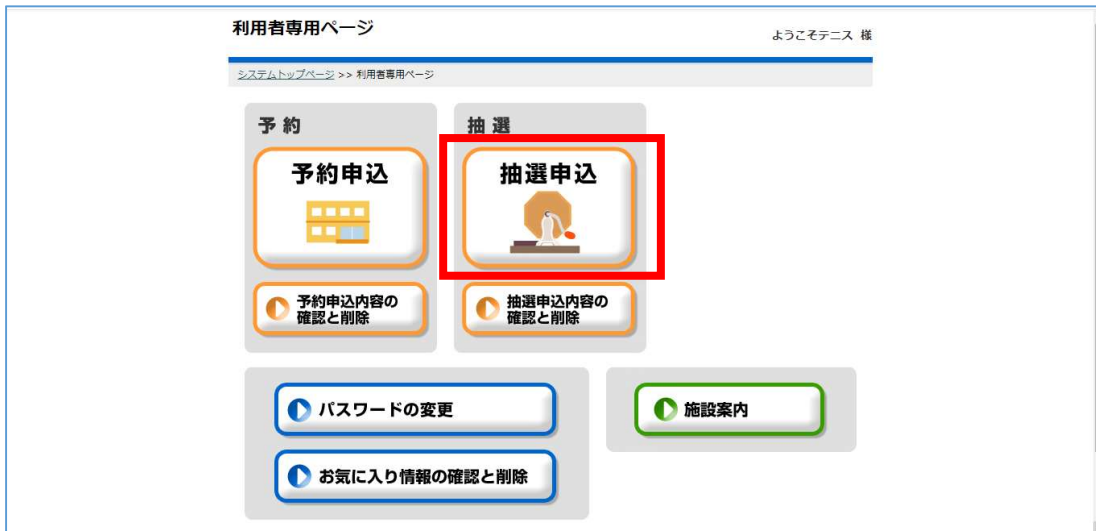 利用者専用ページ
ようこそテニス 様
システムトップページ >> 利用者専用ページ
予約
抽選
予約申込
抽選申込
予約申込内容の
確認と削除
抽選申込内容の
確認と削除
パスワードの変更
施設案内
お気に入り情報の確認と削除